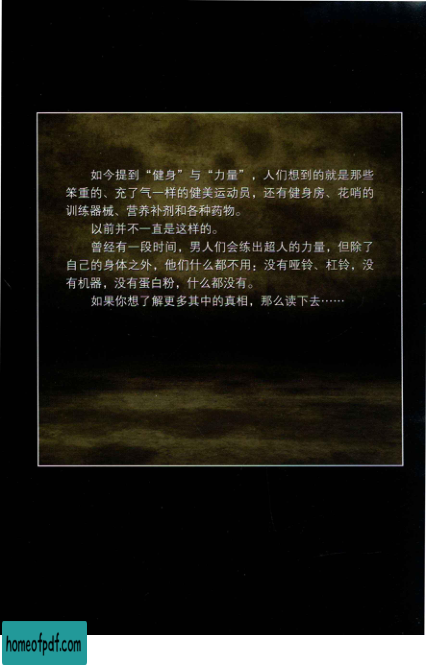 如今提到“健身”与“力量”，人们想到的就是那些
笨重的、充了气一样的健美运动员，还有健身房、花哨的
训练器械、营养补剂和各种药物。
以前并不一直是这样的。
曾经有一段时间，男人们会练出超人的力量，但除了
自己的身体之外，他们什么都不用；没有哑铃、杠铃，没
有机器，没有蛋白粉，什么都没有。
如果你想了解更多其中的真相，那么读下去……
homeofpdf.com